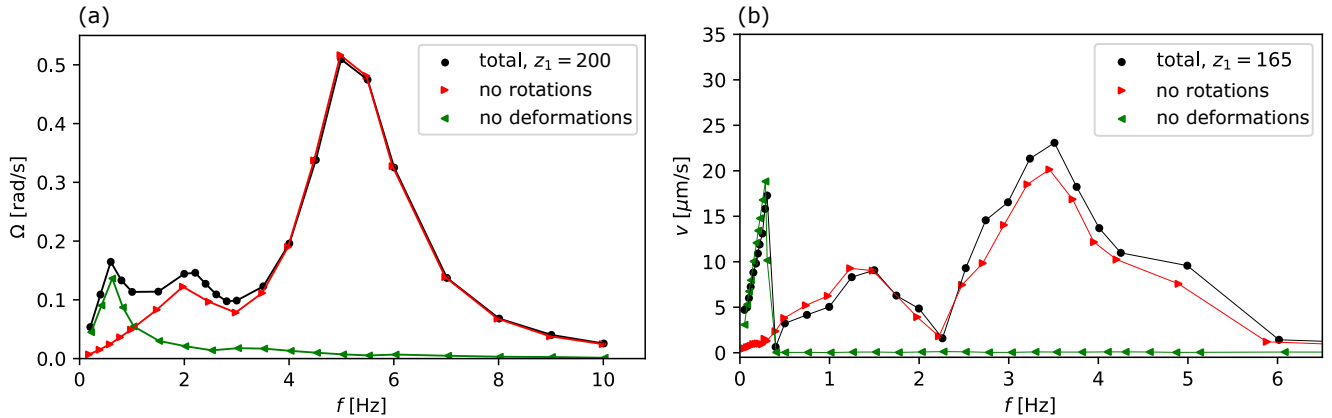 (a)
total, z₁ = 200
no rotations
no deformations
Ω [rad/s]
0.5
0.4
0.3
0.2
0.1
0.0
0 2 4 6 8 10
f [Hz]
(b)
total, z₁ = 165
no rotations
no deformations
v [μm/s]
35
30
25
20
15
10
5
0
0 1 2 3 4 5 6
f [Hz]